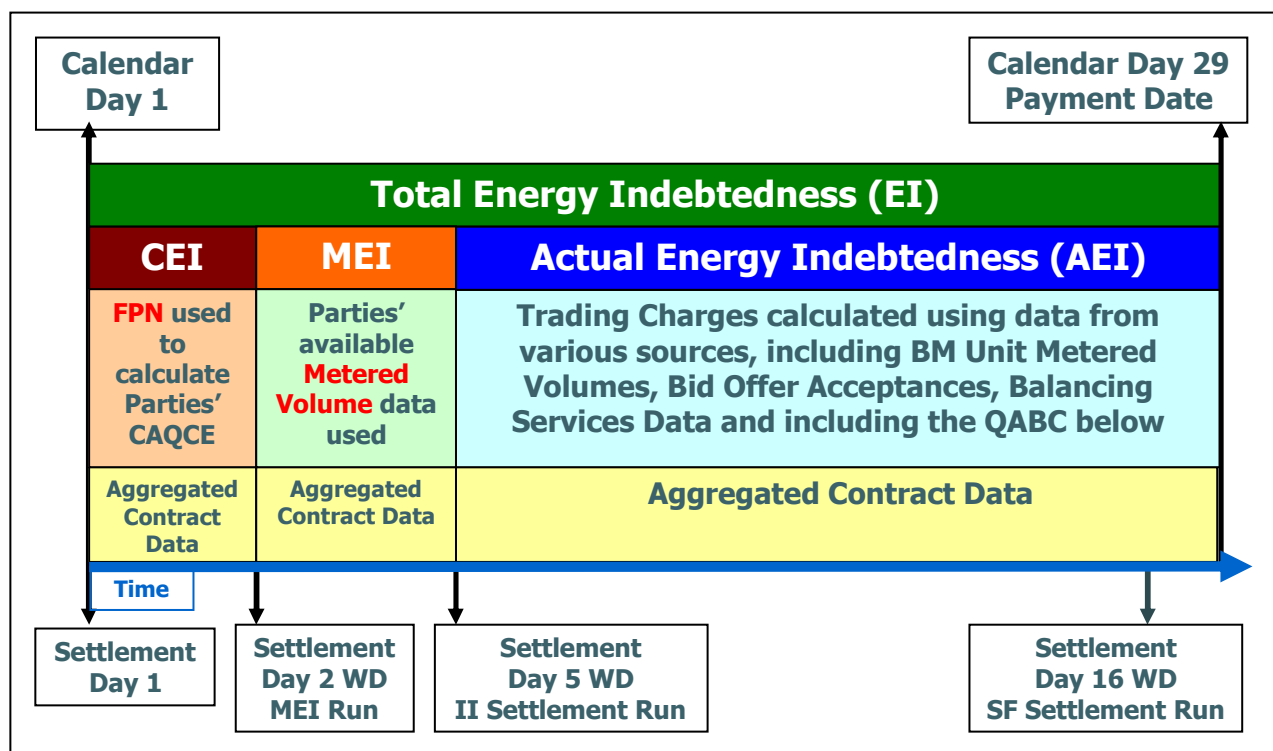 Calendar
Day 1
Calendar Day 29
Payment Date
Total Energy Indebtedness (EI)
CEI
MEI
Actual Energy Indebtedness (AEI)
FPN used
to
calculate
Parties’
CAQCE
Parties’
available
Metered
Volume data
used
Trading Charges calculated using data from
various sources, including BM Unit Metered
Volumes, Bid Offer Acceptances, Balancing
Services Data and including the QABC below
Aggregated
Contract
Data
Aggregated
Contract Data
Aggregated Contract Data
Time
Settlement
Day 1
Settlement
Day 2 WD
MEI Run
Settlement
Day 5 WD
II Settlement Run
Settlement
Day 16 WD
SF Settlement Run